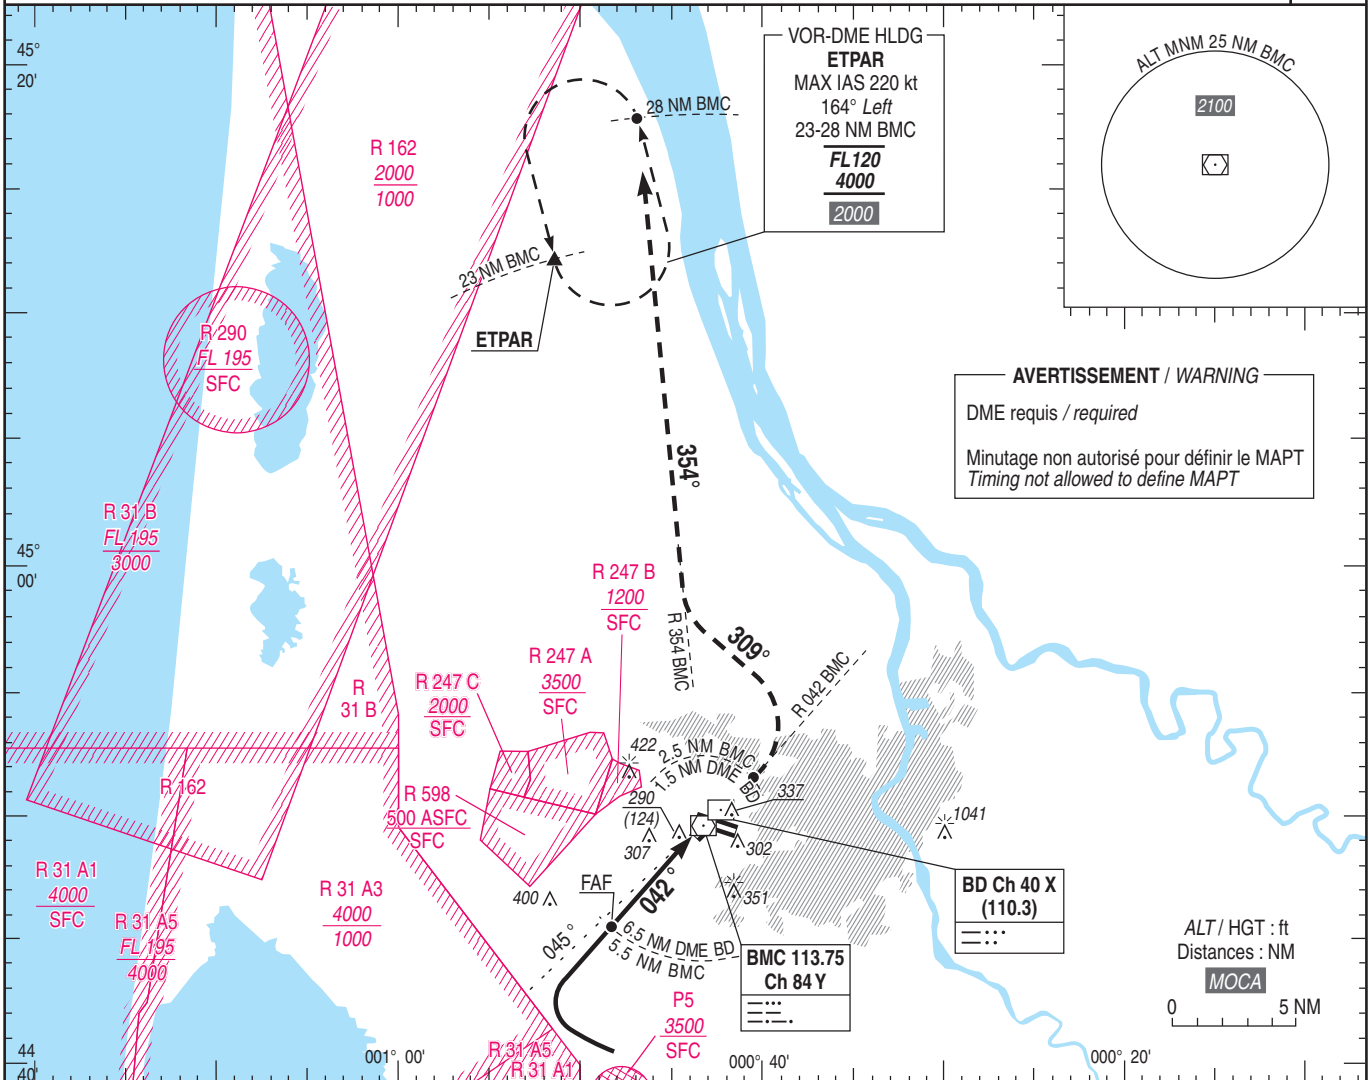 45°
20'
VOR-DME HLDG
ETPAR
MAX IAS 220 kt
164° Left
23-28 NM BMC
FL120
4000
2000
ALT MNM 25 NM BMC
2100
28 NM BMC
R 162
2000
1000
23 NM BMC
ETPAR
R 290
FL 195
SFC
AVERTISSEMENT / WARNING
DME requis / required
Minutage non autorisé pour définir le MAPT
Timing not allowed to define MAPT
354°
R 31 B
FL 195
3000
45°
00'
R 247 B
1200
SFC
R 354 BMC
309°
R 042 BMC
R 247 A
3500
SFC
R 247 C
2000
SFC
R
31 B
422
2.5 NM BMC
1.5 NM DME BD
R 162
R 598
500 ASFC
SFC
290
(124)
337
307
302
1041
R 31 A1
4000
SFC
R 31 A3
4000
1000
400
FAF
042°
351
BD Ch 40 X
(110.3)
R 31 A5
FL 195
4000
045°
6.5 NM DME BD
5.5 NM BMC
BMC 113.75
Ch 84 Y
ALT / HGT : ft
Distances : NM
MOCA
0 5 NM
P5
3500
SFC
R 31 A5
R 31 A1
44
40'
001° 00'
000° 40'
000° 20'